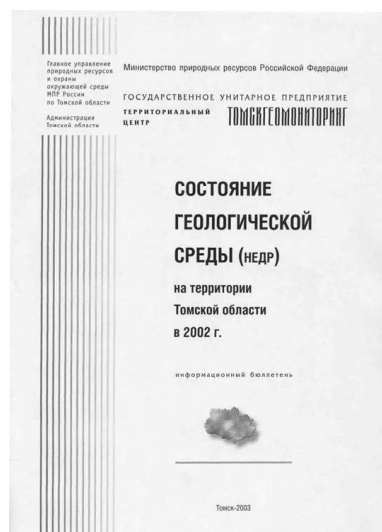 Главное управление
природных ресурсов
и охраны
окружающей среды
МПР России
по Томской области
Администрация
Томской области
Министерство природных ресурсов Российской Федерации
ГОСУДАРСТВЕННОЕ УНИТАРНОЕ ПРЕДПРИЯТИЕ
ТЕРРИТОРИАЛЬНЫЙ
ЦЕНТР
ТОМСКГЕОМОНИТОРИНГ
СОСТОЯНИЕ
ГЕОЛОГИЧЕСКОЙ
СРЕДЫ (НЕДР)
на территории
Томской области
в 2002 г.
информационный бюллетень
Томск-2003